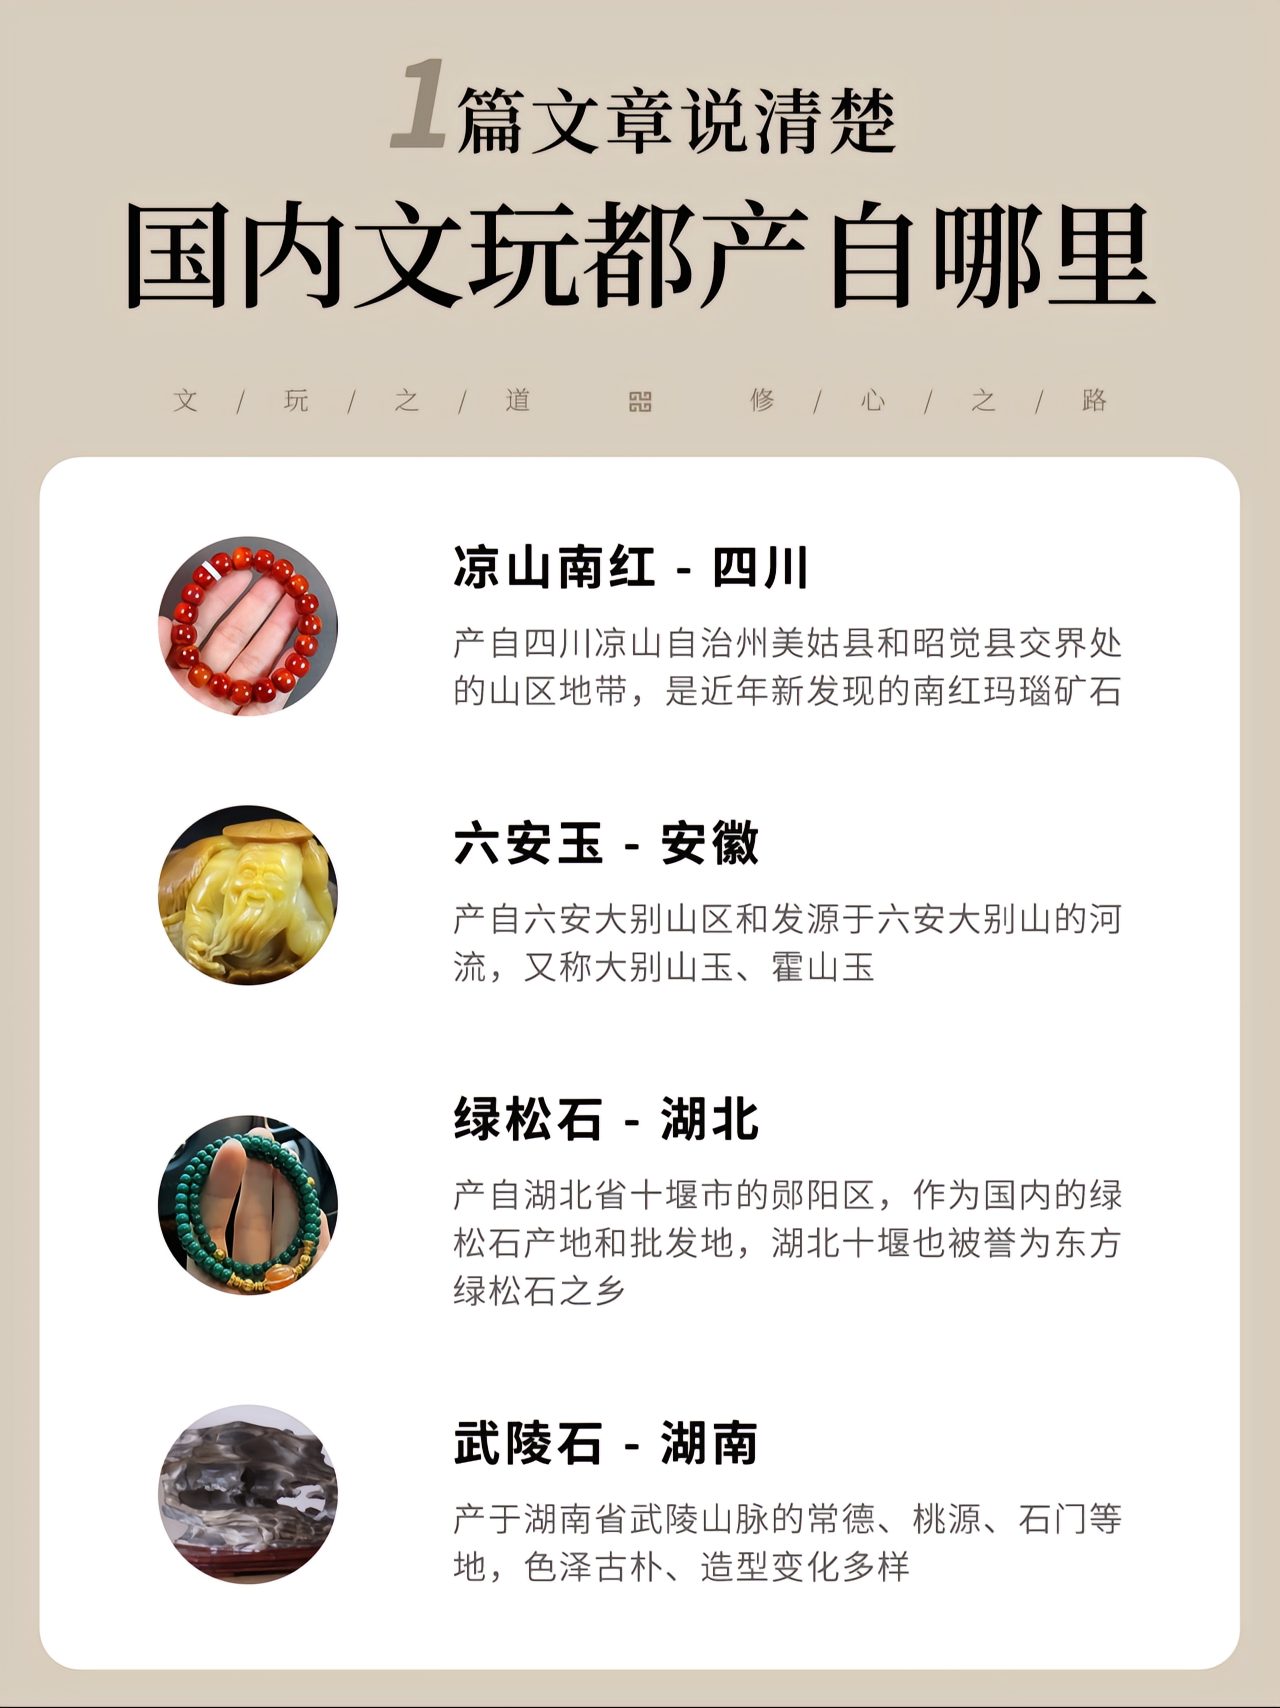 1篇文章说清楚
国内文玩都产自哪里
文 / 玩 / 之 / 道 修 / 心 / 之 / 路
凉山南红 - 四川
产自四川凉山自治州美姑县和昭觉县交界处
的山区地带，是近年新发现的南红玛瑙矿石
六安玉 - 安徽
产自六安大别山区和发源于六安大别山的河
流，又称大别山玉、霍山玉
绿松石 - 湖北
产自湖北省十堰市的郧阳区，作为国内的绿
松石产地和批发地，湖北十堰也被誉为东方
绿松石之乡
武陵石 - 湖南
产于湖南省武陵山脉的常德、桃源、石门等
地，色泽古朴、造型变化多样